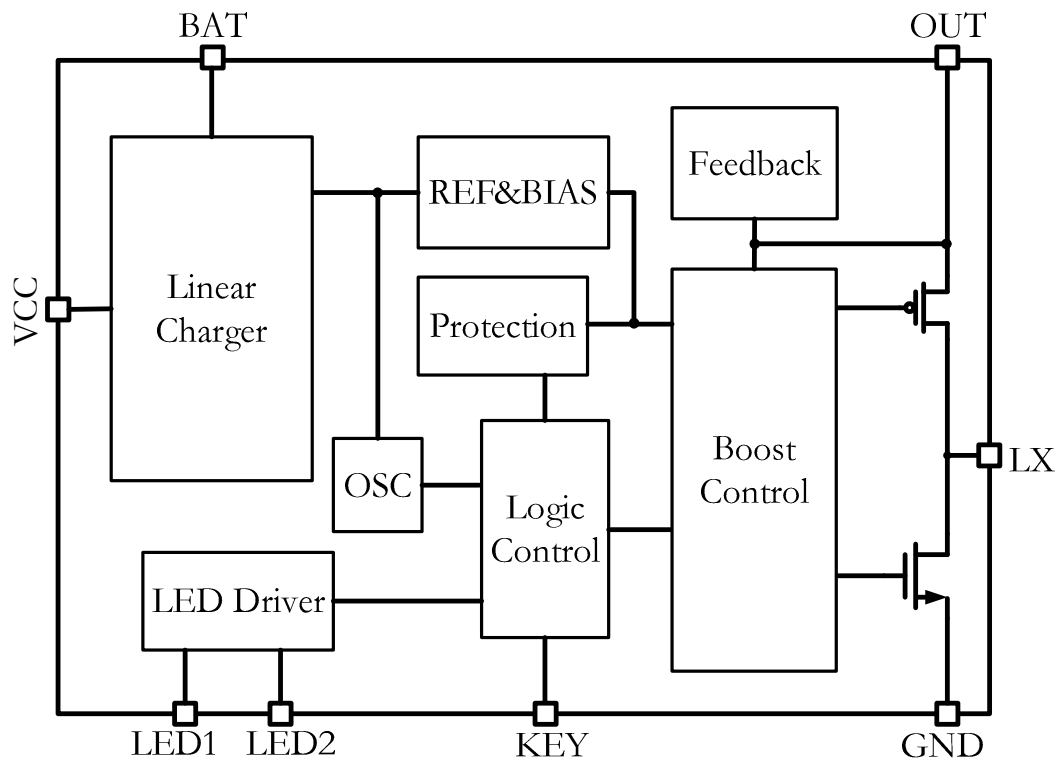 BAT
OUT
Feedback
REF&BIAS
Linear
Charger
VCC
Protection
Boost
Control
LX
OSC
Logic
Control
LED Driver
LED1
LED2
KEY
GND